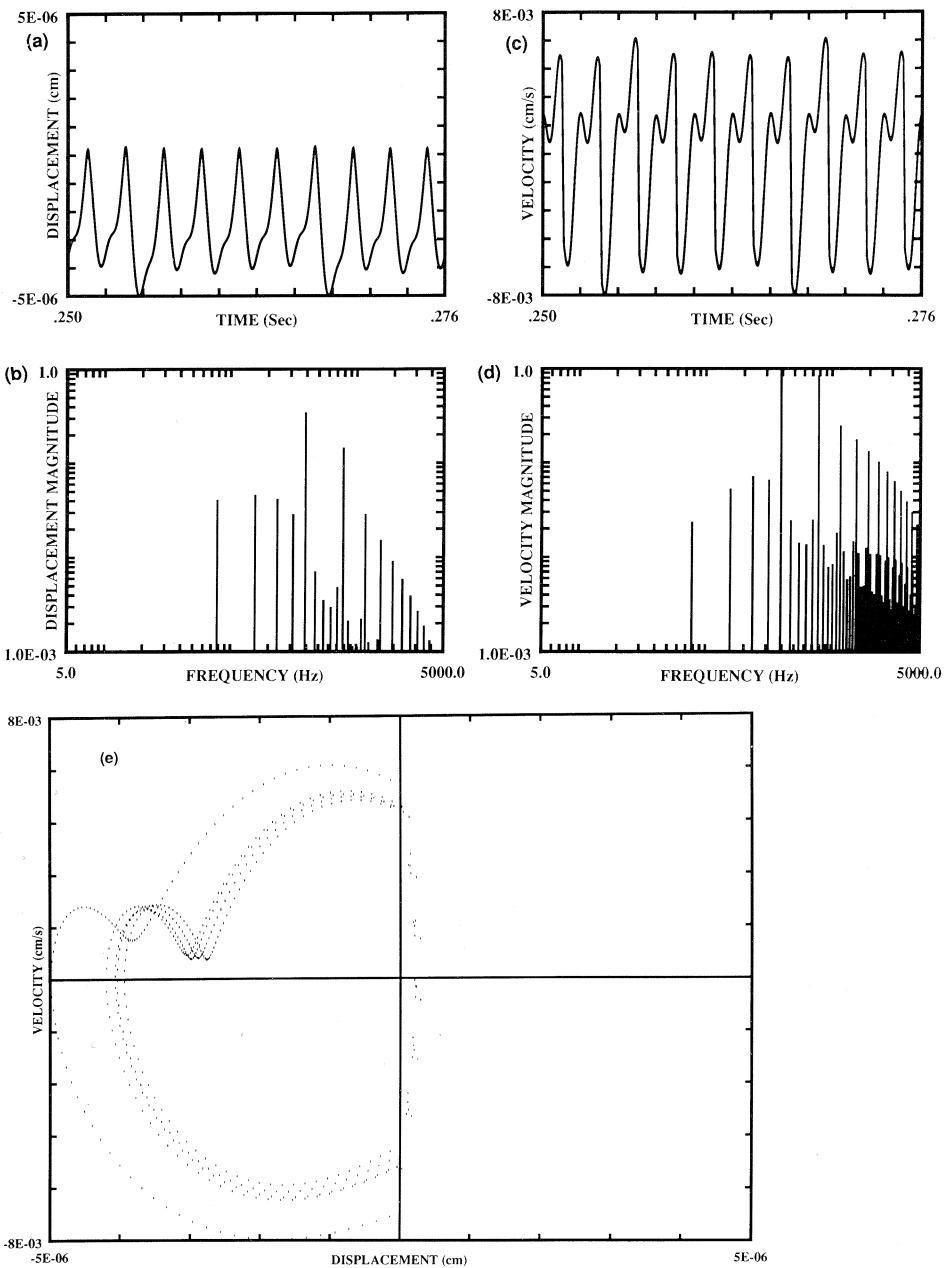 (a)
5E-06
DISPLACEMENT (cm)
-5E-06
.250
TIME (Sec)
.276
(c)
8E-03
VELOCITY (cm/s)
-8E-03
.250
TIME (Sec)
.276
(b)
1.0
DISPLACEMENT MAGNITUDE
1.0E-03
5.0
FREQUENCY (Hz)
5000.0
(d)
1.0
VELOCITY MAGNITUDE
1.0E-03
5.0
FREQUENCY (Hz)
5000.0
(e)
8E-03
VELOCITY (cm/s)
-8E-03
-5E-06
DISPLACEMENT (cm)
5E-06